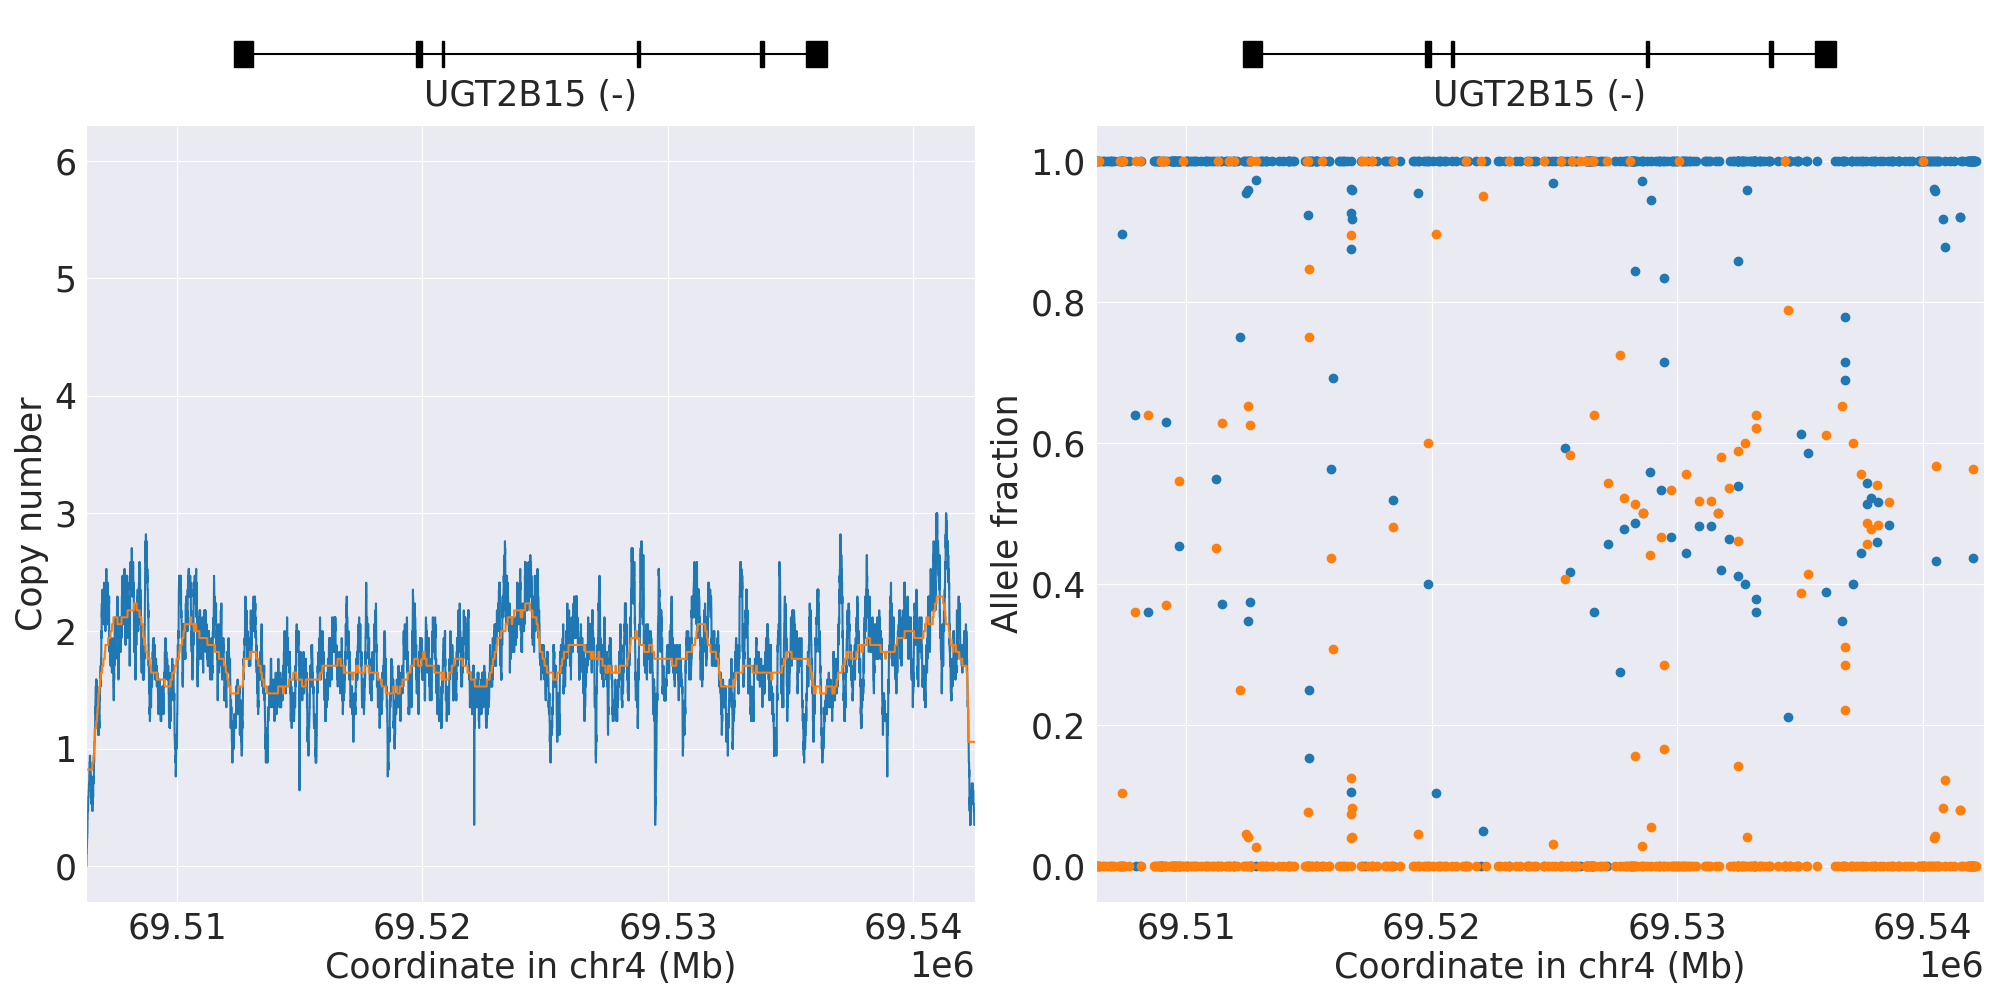 UGT2B15 (-)
6
5
4
3
2
1
0
Copy number
69.51 69.52 69.53 69.54
Coordinate in chr4 (Mb)
1e6
UGT2B15 (-)
1.0
0.8
0.6
0.4
0.2
0.0
Allele fraction
69.51 69.52 69.53 69.54
Coordinate in chr4 (Mb)
1e6